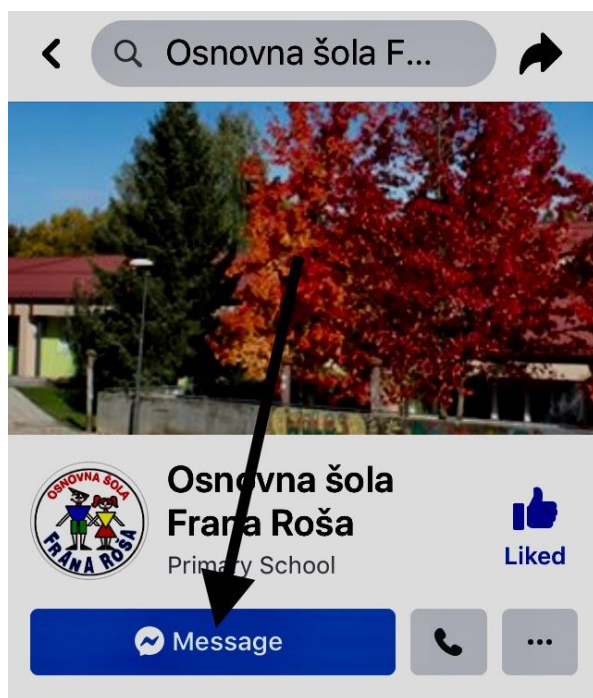 Osnovna šola F...
OSNOVNA ŠOLA
FRANA ROŠA
Osnovna šola
Frana Roša
Primary School
Liked
Message